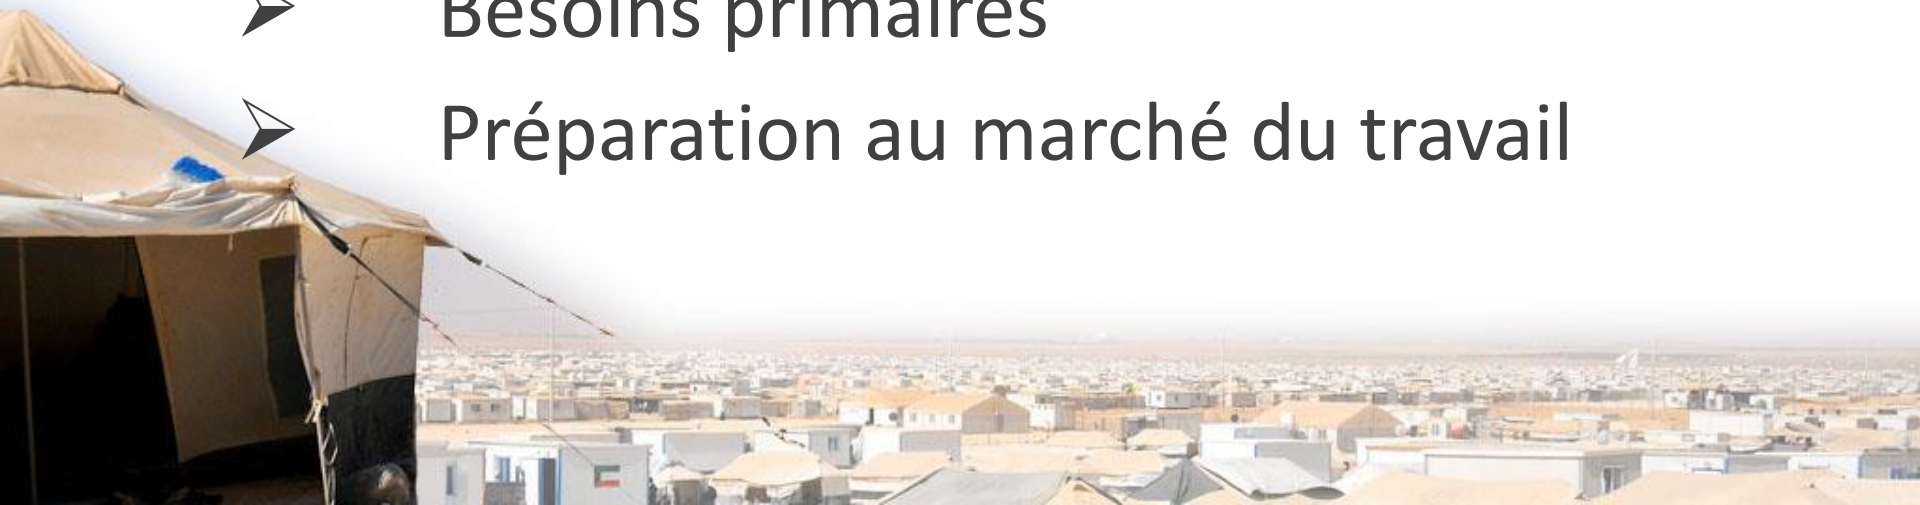 ➢ Besoins primaires
➢ Préparation au marché du travail